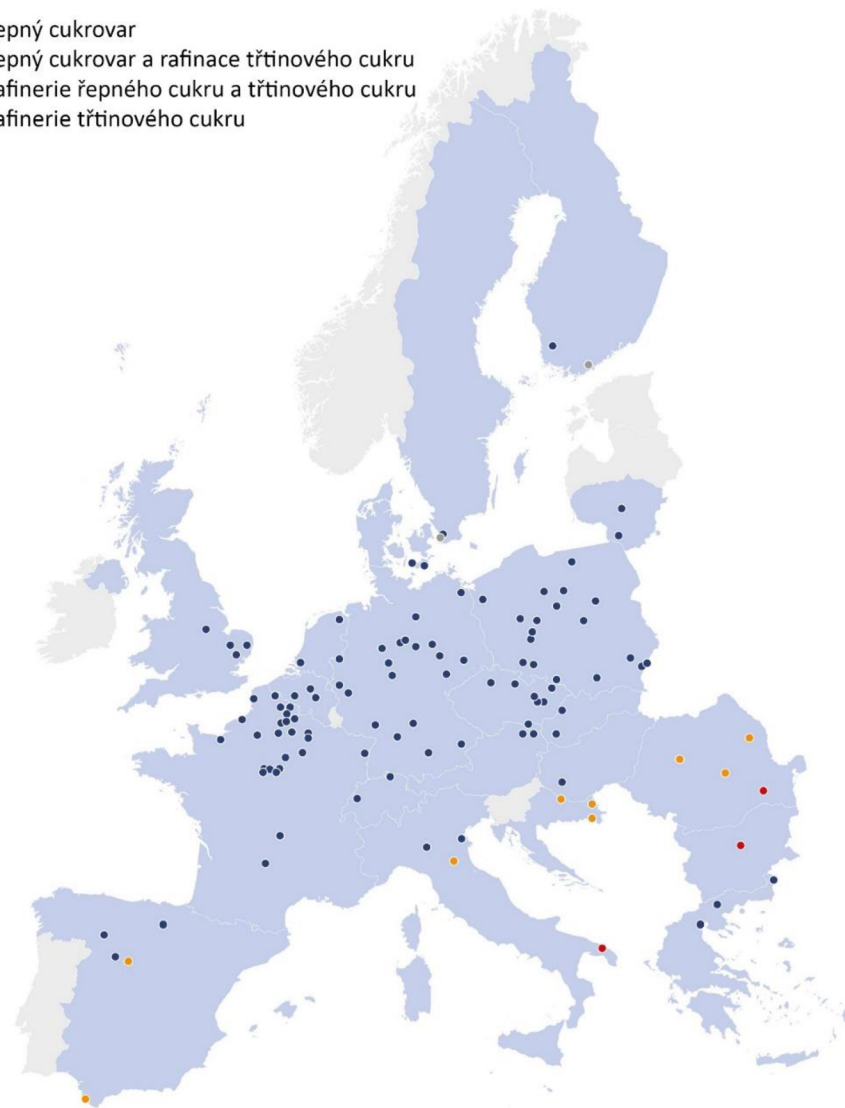 epný cukrovar
epný cukrovar a rafinace třtinového cukru
afinerie řepného cukru a třtinového cukru
afinerie třtinového cukru